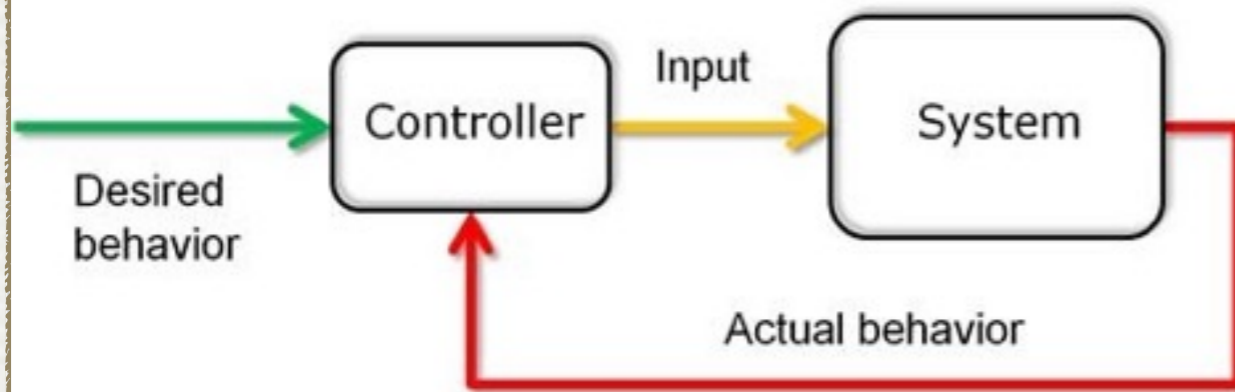 Input
Controller
System
Desired
behavior
Actual behavior